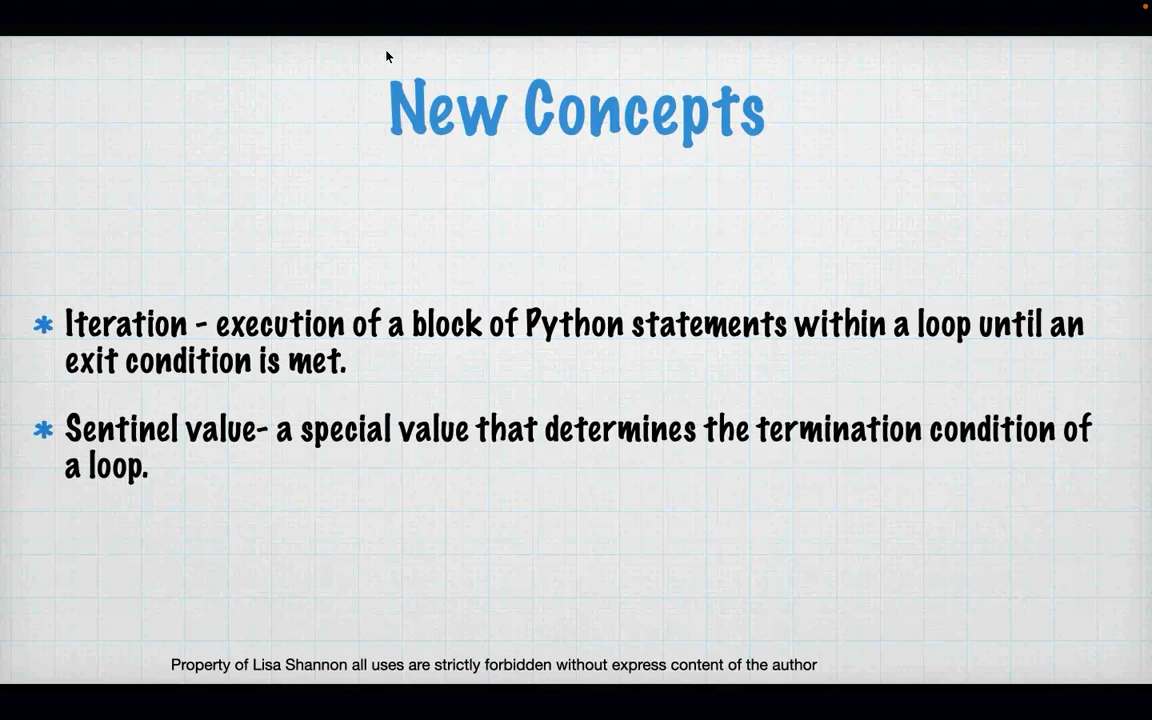 New Concepts
* Iteration - execution of a block of Python statements within a loop until an
exit condition is met.
* Sentinel value- a special value that determines the termination condition of
a loop.
Property of Lisa Shannon all uses are strictly forbidden without express content of the author